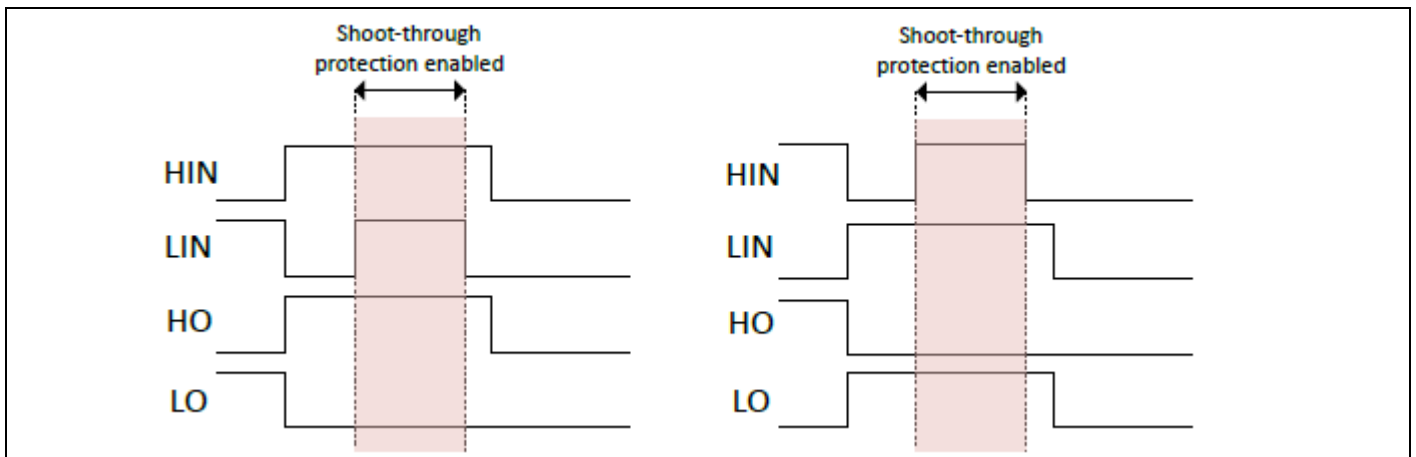 Shoot-through
protection enabled
HIN
LIN
HO
LO
Shoot-through
protection enabled
HIN
LIN
HO
LO